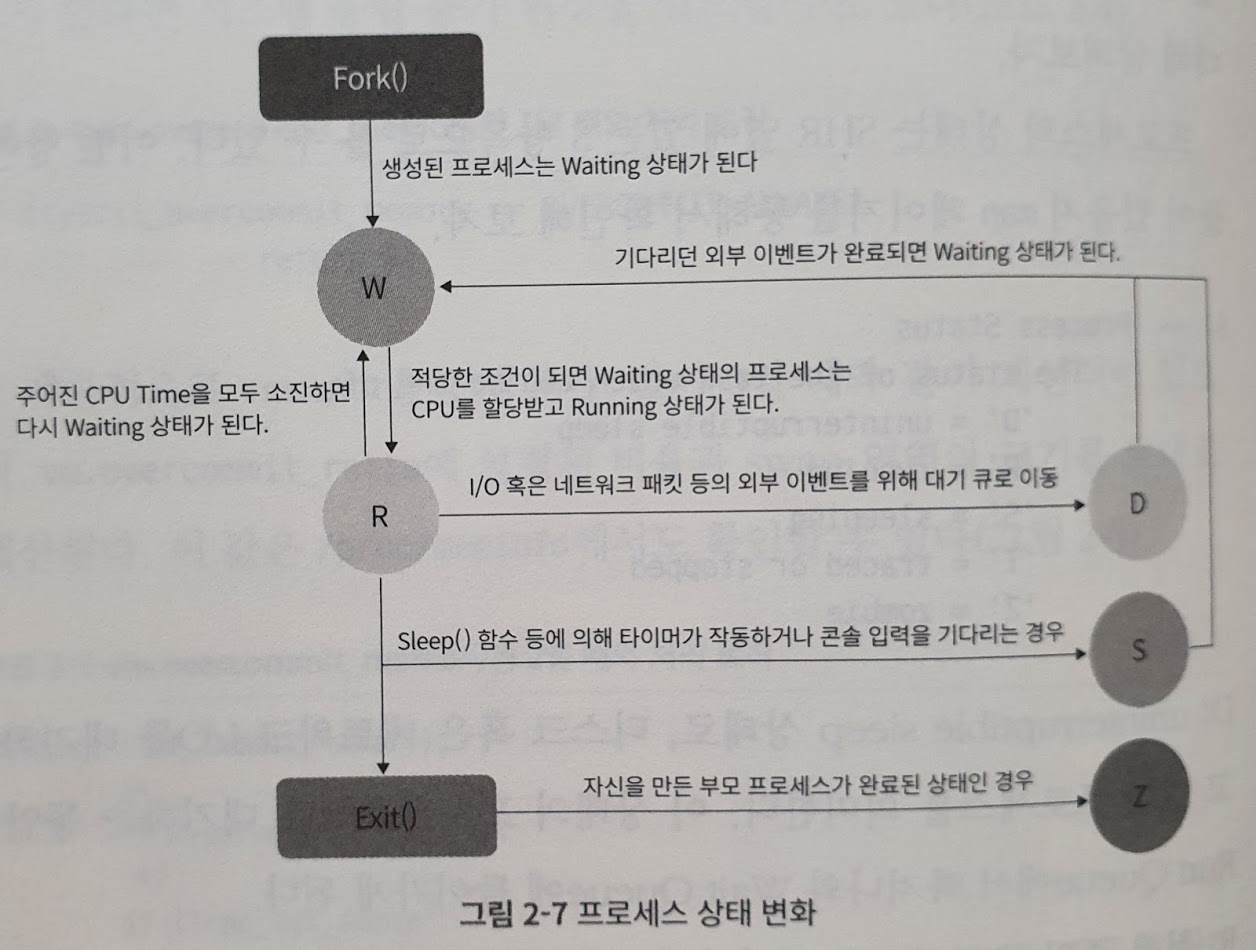 Fork()
생성된 프로세스는 Waiting 상태가 된다
기다리던 외부 이벤트가 완료되면 Waiting 상태가 된다.
W
주어진 CPU Time을 모두 소진하면
다시 Waiting 상태가 된다.
적당한 조건이 되면 Waiting 상태의 프로세스는
CPU를 할당받고 Running 상태가 된다.
I/O 혹은 네트워크 패킷 등의 외부 이벤트를 위해 대기 큐로 이동
R
D
Sleep() 함수 등에 의해 타이머가 작동하거나 콘솔 입력을 기다리는 경우
S
자신을 만든 부모 프로세스가 완료된 상태인 경우
Exit()
Z
그림 2-7 프로세스 상태 변화